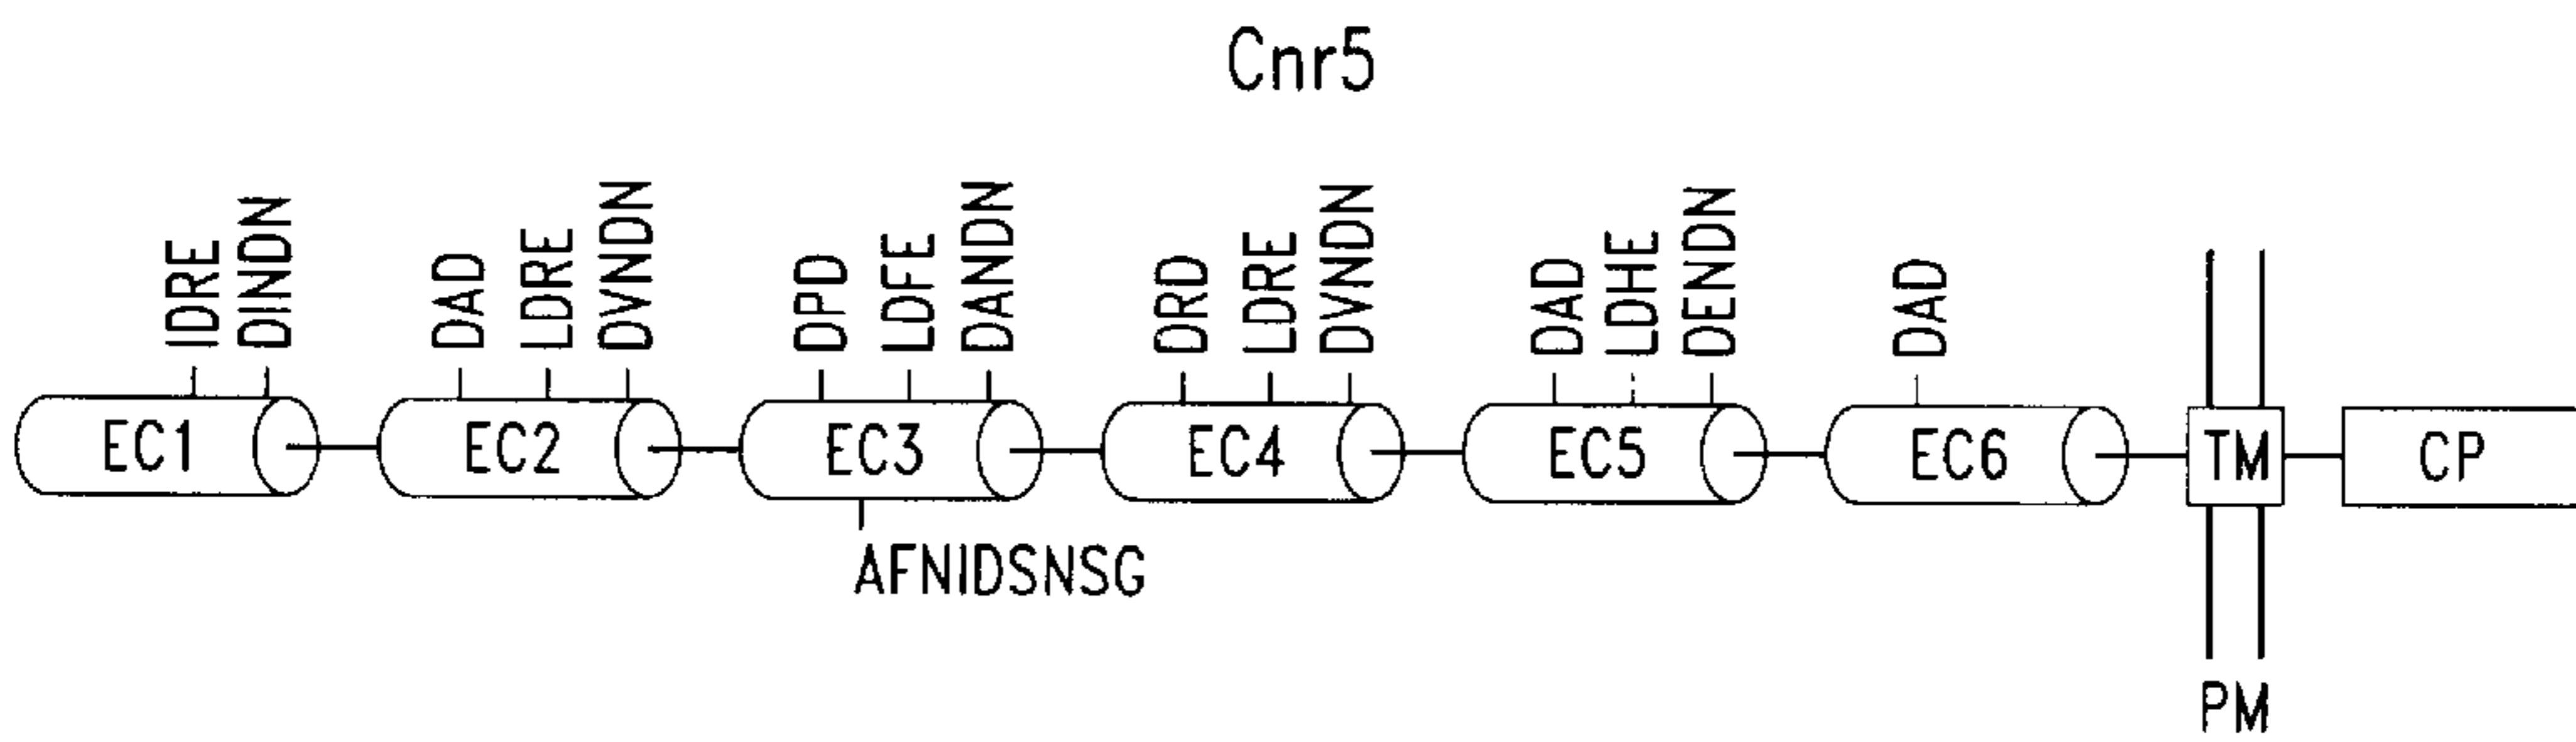 Cnr5
IDRE
DINDN
DAD
LDRE
DVNDN
DPD
LDFE
DANDN
DRD
LDRE
DVNDN
DAD
LDHE
DENDN
DAD
EC1
EC2
EC3
EC4
EC5
EC6
TM
CP
AFNIDSNSG
PM